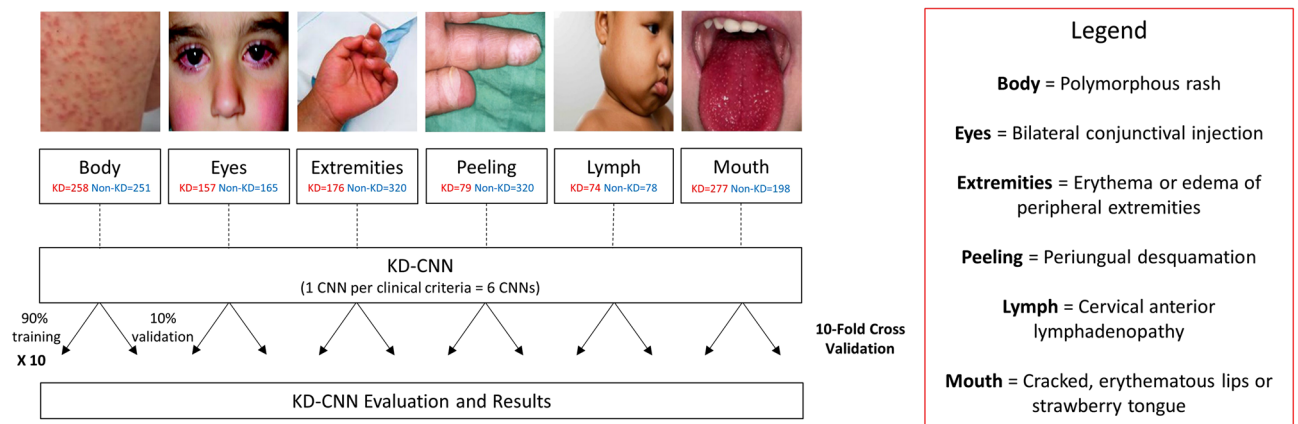 Body
KD=258 Non-KD=251
Eyes
KD=157 Non-KD=165
Extremities
KD=176 Non-KD=320
Peeling
KD=79 Non-KD=320
Lymph
KD=74 Non-KD=78
Mouth
KD=277 Non-KD=198
KD-CNN
(1 CNN per clinical criteria = 6 CNNs)
90%
training
X 10
10%
validation
10-Fold Cross
Validation
KD-CNN Evaluation and Results
Legend
Body = Polymorphous rash
Eyes = Bilateral conjunctival injection
Extremities = Erythema or edema of
peripheral extremities
Peeling = Periungual desquamation
Lymph = Cervical anterior
lymphadenopathy
Mouth = Cracked, erythematous lips or
strawberry tongue